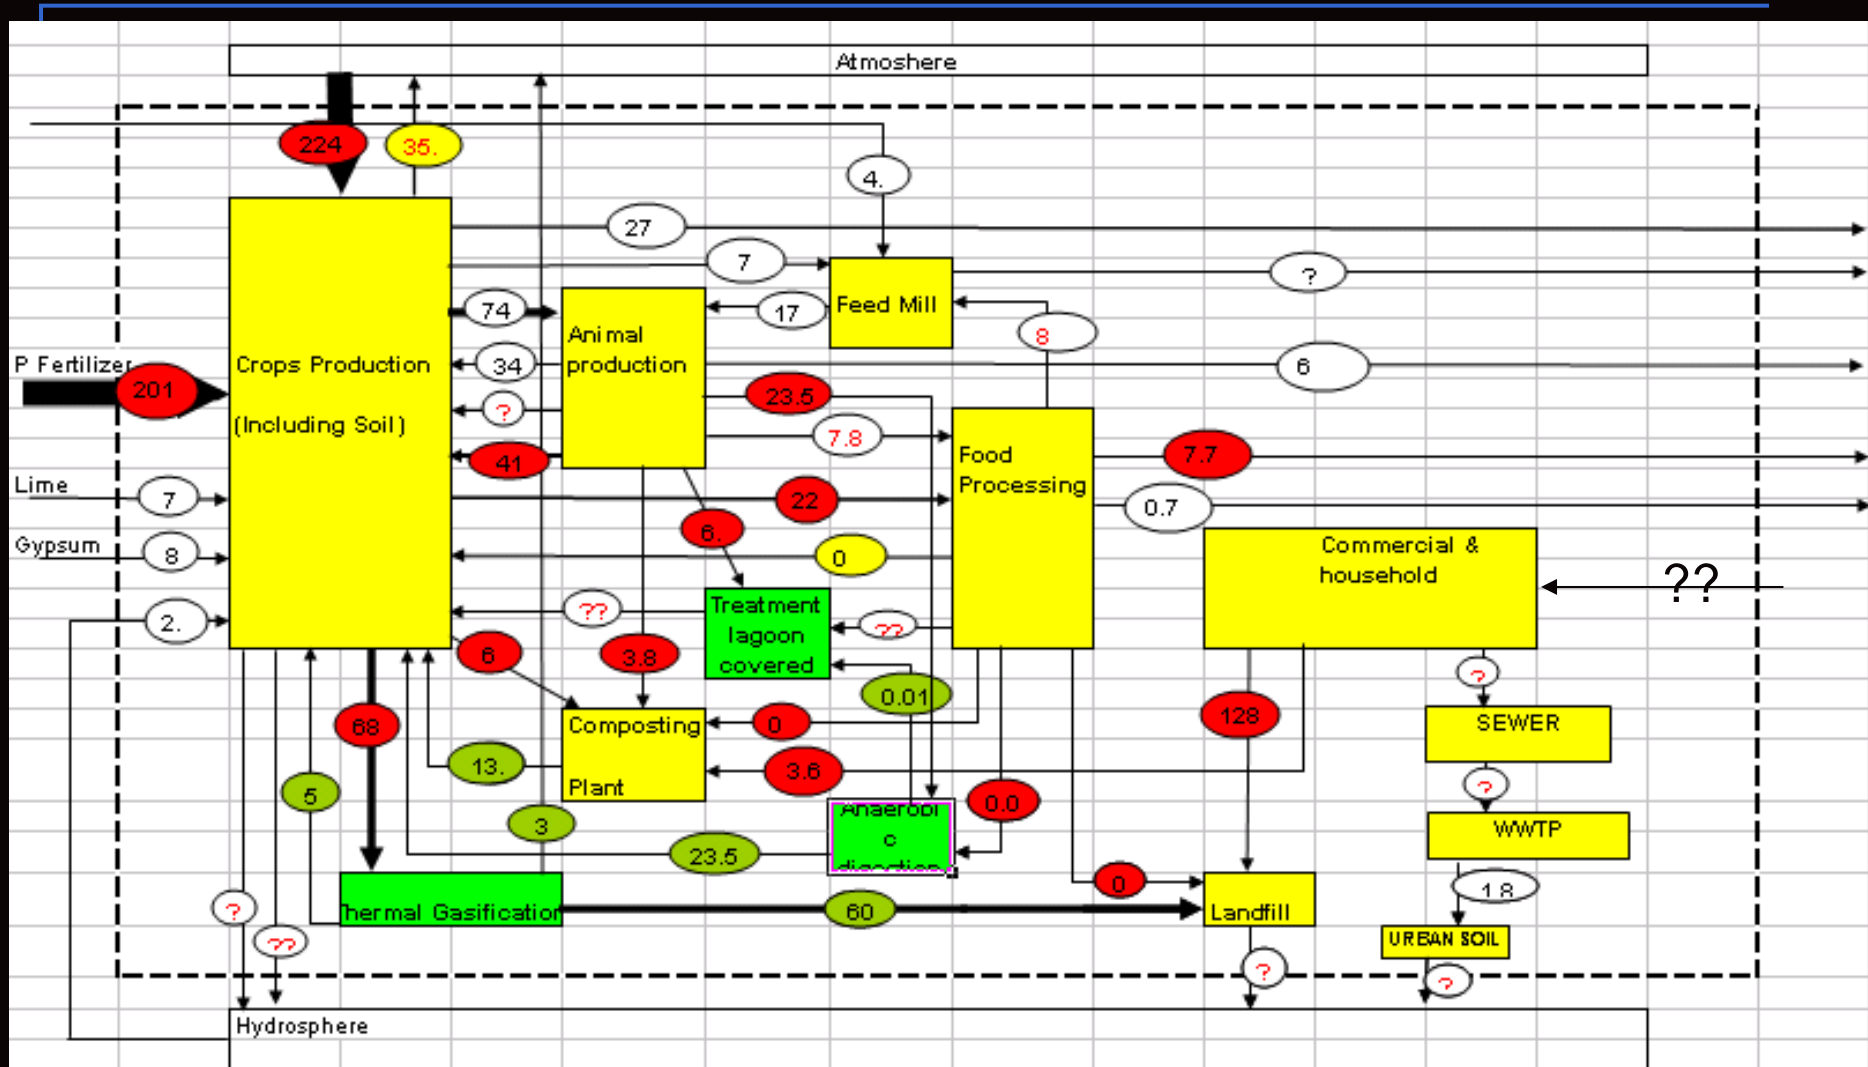 Atmoshere
224
35.
4.
27
7
?
74
17
Feed Mill
8
Animal
production
P Fertilizer
Crops Production
34
6
201
23.5
?
(Including Soil)
7.8
Food
Processing
7.7
41
Lime
7
22
0.7
6.
Gypsum
8
0
Commercial &
household
??
2.
??
Treatment
lagoon
covered
??
6
3.8
?
0.01
68
Composting
Plant
0
128
SEWER
13.
3.6
?
5
0.0
3
Anaerobi
c
digestion
WWTP
23.5
0
1.8
?
hermal Gasification
60
Landfill
??
URBAN SOIL
?
?
Hydrosphere